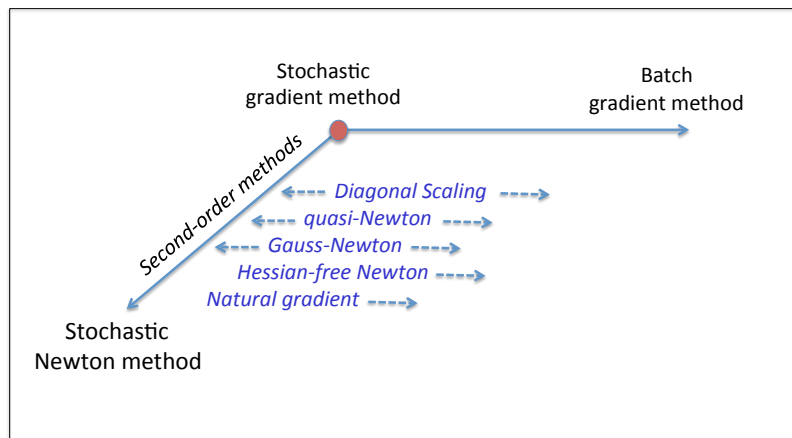 Stochastic
gradient method
Batch
gradient method
Second-order methods
Diagonal Scaling
quasi-Newton
Gauss-Newton
Hessian-free Newton
Natural gradient
Stochastic
Newton method